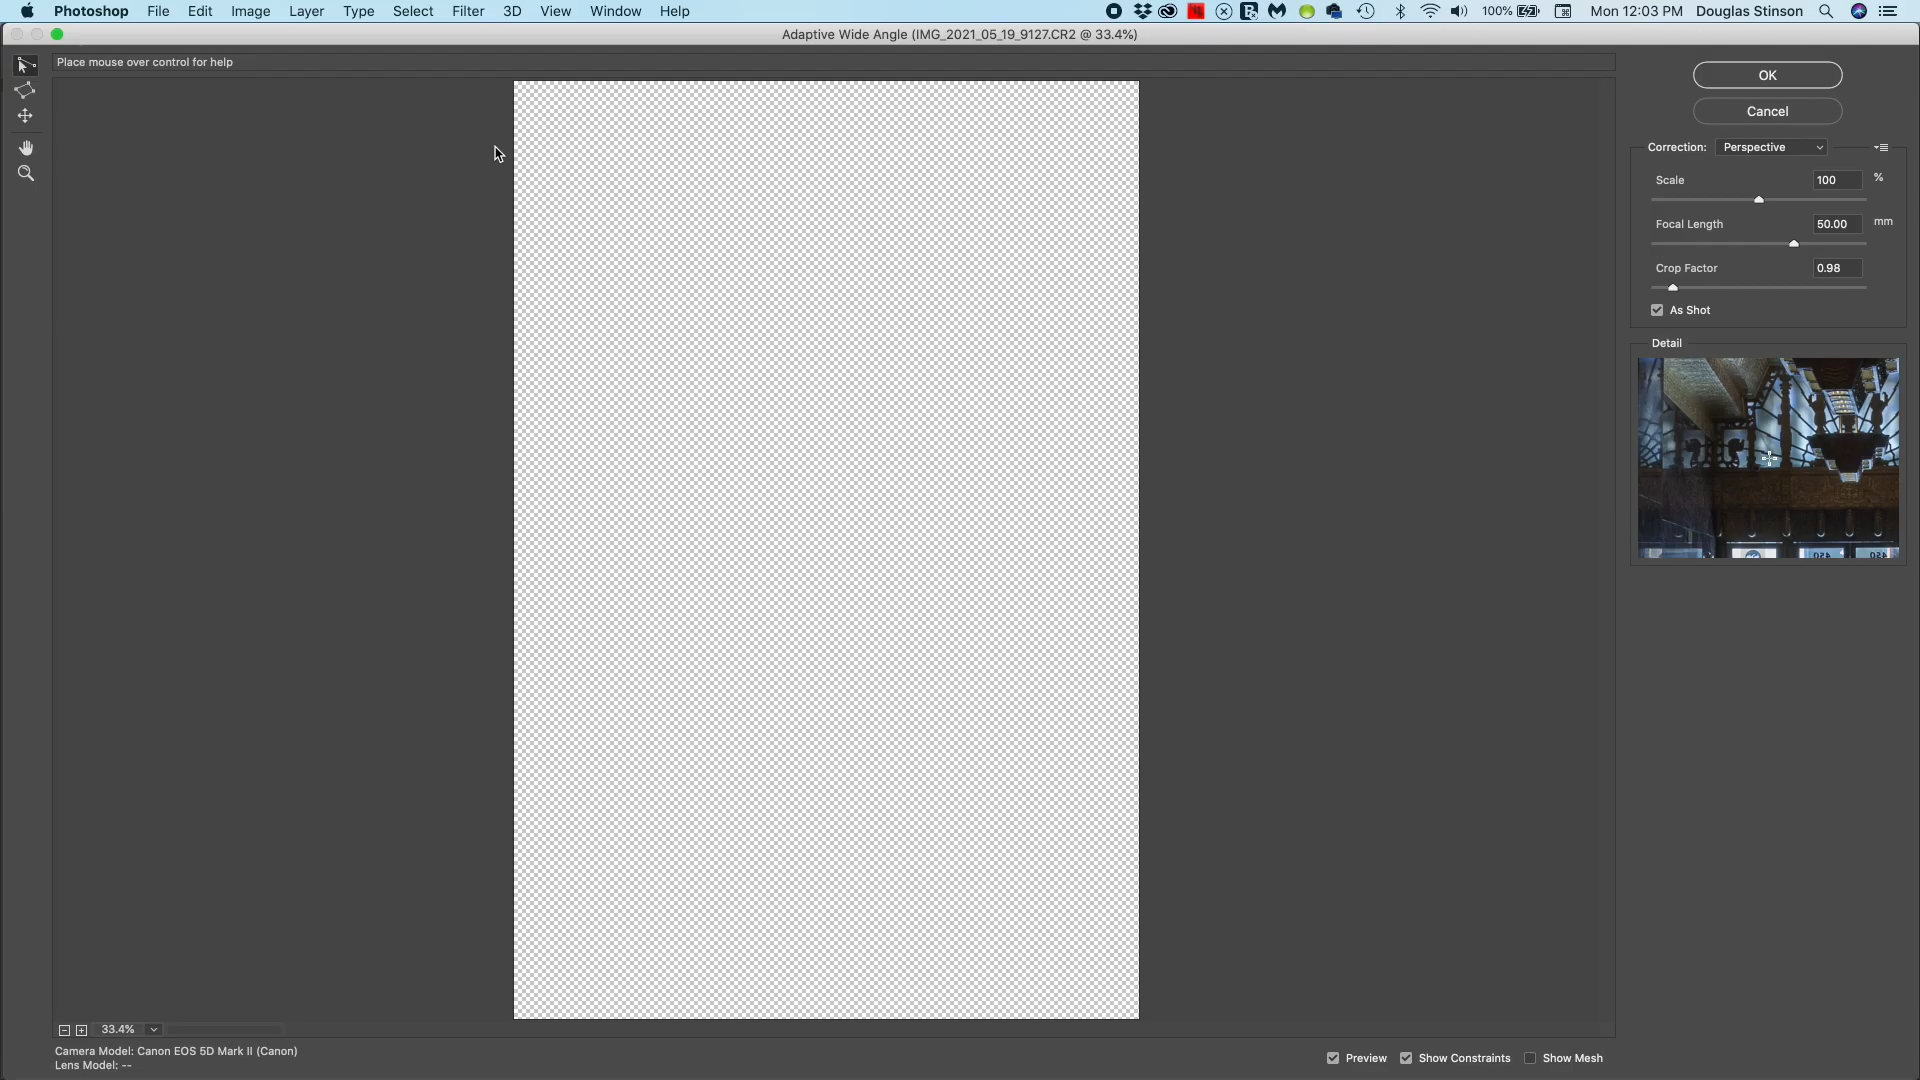 Photoshop File Edit Image Layer Type Select Filter 3D View Window Help 100% Mon 12:03 PM Douglas Stinson
Adaptive Wide Angle (IMG_2021_05_19_9127.CR2 @ 33.4%)
Place mouse over control for help
OK
Cancel
Correction: Perspective
Scale 100 %
Focal Length 50.00 mm
Crop Factor 0.98
As Shot
Detail
33.4%
Camera Model: Canon EOS 5D Mark II (Canon)
Lens Model: --
Preview Show Constraints Show Mesh